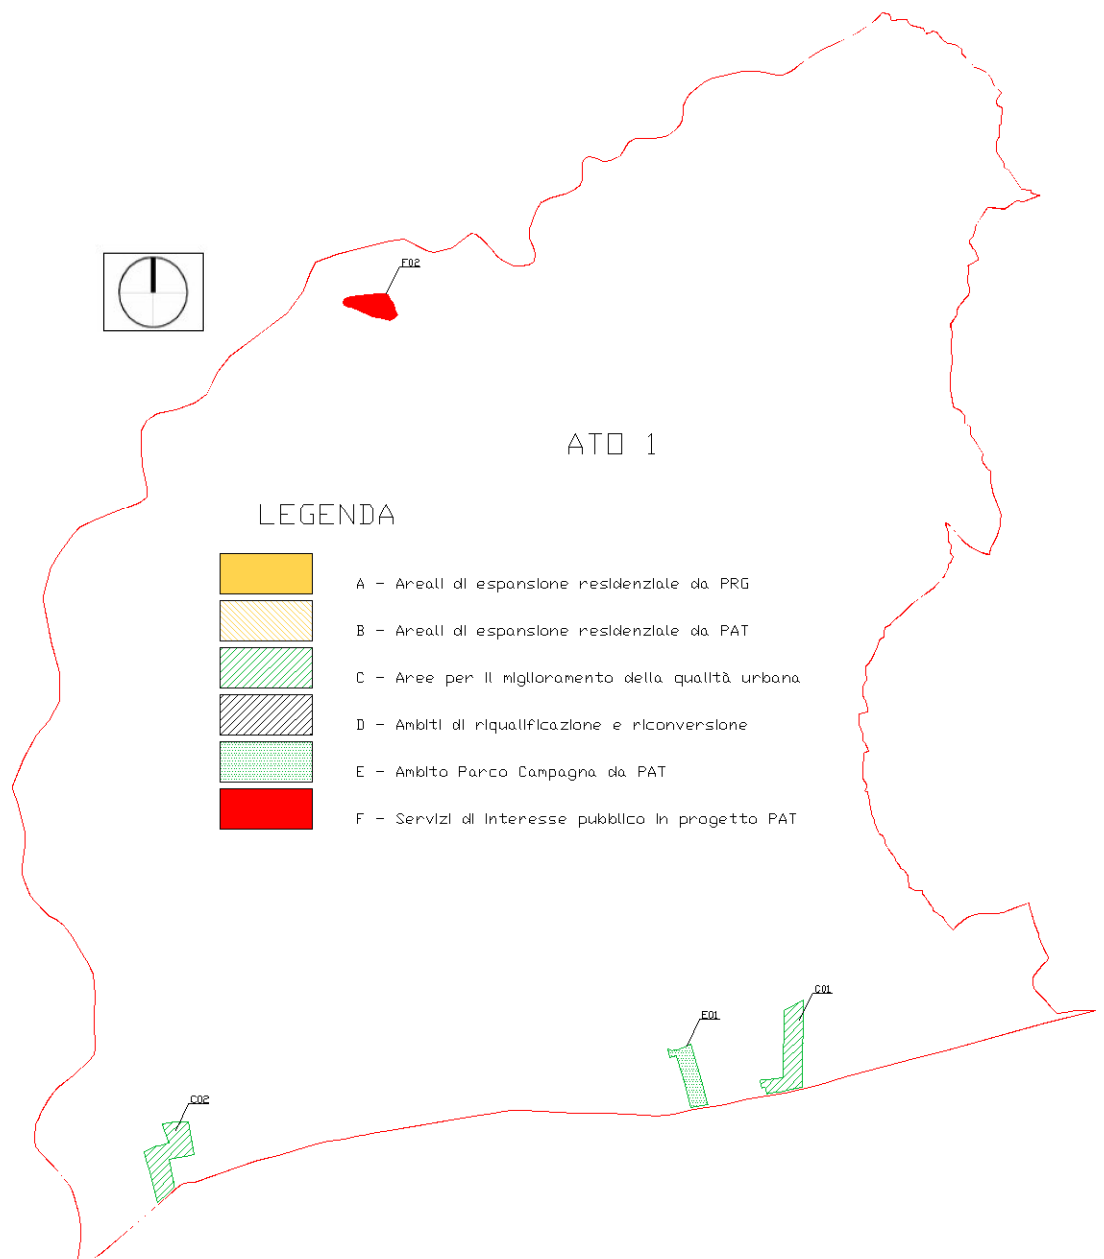 F02
ATO 1
LEGENDA
A - Areali di espansione residenziale da PRG
B - Areali di espansione residenziale da PAT
C - Aree per il miglioramento della qualità urbana
D - Ambiti di riqualificazione e riconversione
E - Ambito Parco Campagna da PAT
F - Servizi di interesse pubblico in progetto PAT
C01
E01
C02